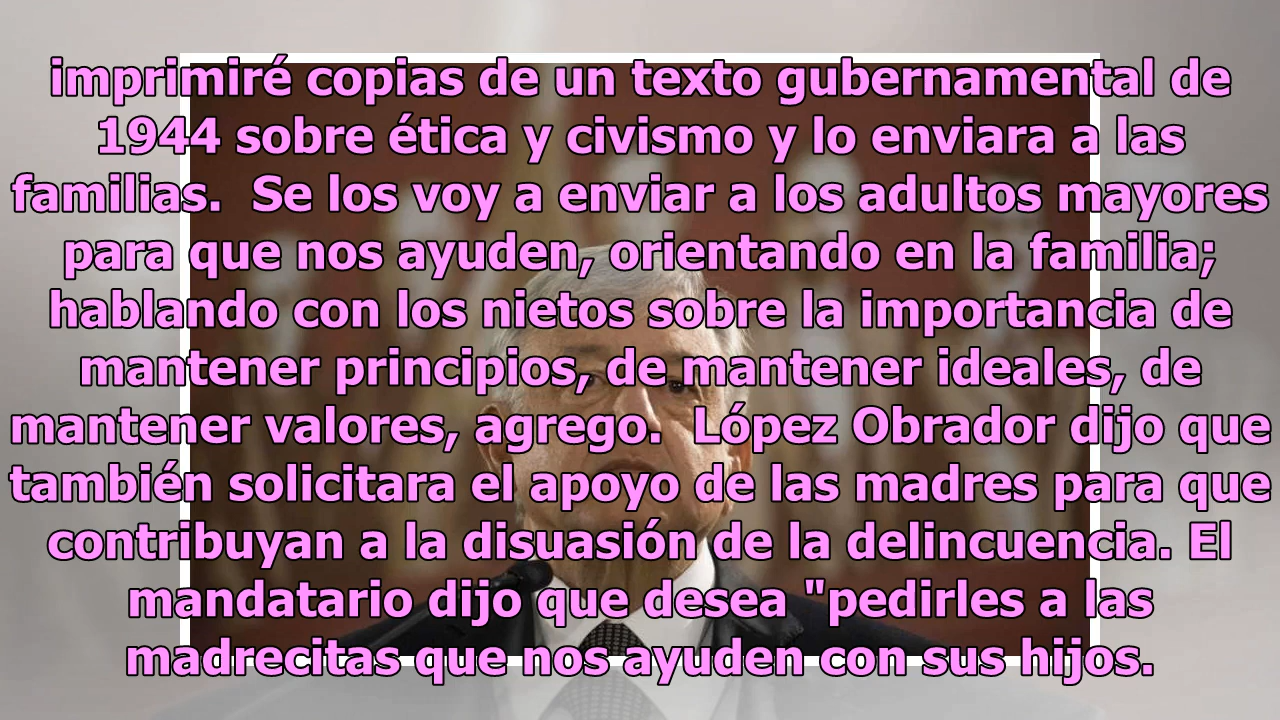 imprimiré copias de un texto gubernamental de
1944 sobre ética y civismo y lo enviara a las
familias.  Se los voy a enviar a los adultos mayores
para que nos ayuden, orientando en la familia;
hablando con los nietos sobre la importancia de
mantener principios, de mantener ideales, de
mantener valores, agrego.  López Obrador dijo que
también solicitara el apoyo de las madres para que
contribuyan a la disuasión de la delincuencia. El
mandatario dijo que desea "pedirles a las
madrecitas que nos ayuden con sus hijos.